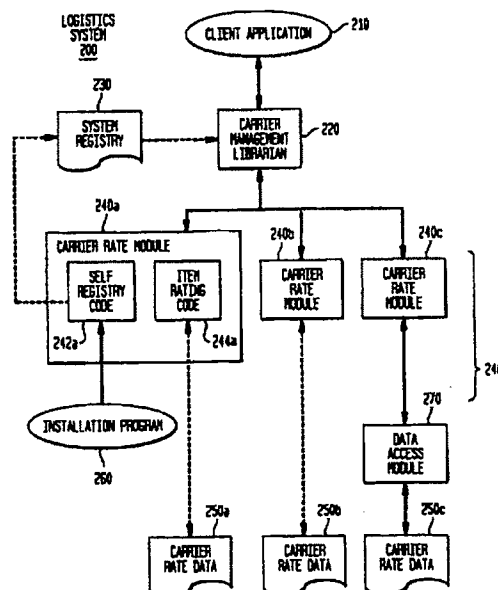 LOGISTICS
SYSTEM
200
210
CLIENT APPLICATION
230
SYSTEM
REGISTRY
CARRIER
MANAGEMENT
LIBRARIAN
220
240a
CARRIER RATE MODULE
SELF
REGISTRY
CODE
242a
ITEM
RATING
CODE
244a
240b
CARRIER
RATE
MODULE
240c
CARRIER
RATE
MODULE
240
INSTALLATION PROGRAM
260
270
DATA
ACCESS
MODULE
250a
CARRIER
RATE DATA
250b
CARRIER
RATE DATA
250c
CARRIER
RATE DATA